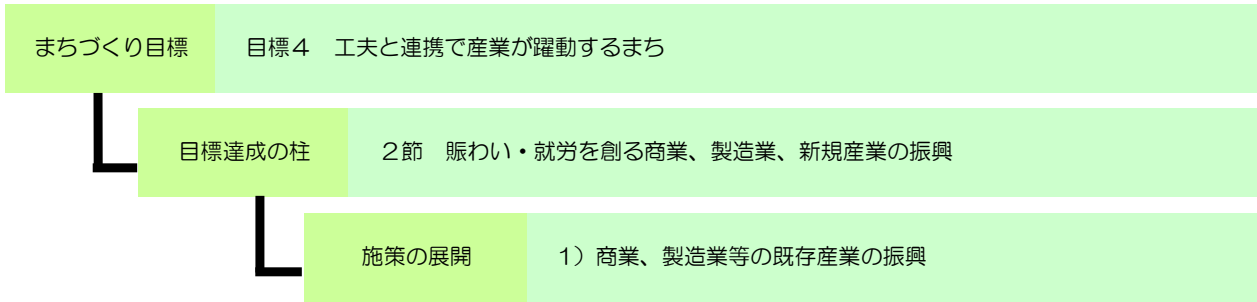 まちづくり目標　目標４　工夫と連携で産業が躍動するまち
目標達成の柱　２節　賑わい・就労を創る商業、製造業、新規産業の振興
施策の展開　1）商業、製造業等の既存産業の振興